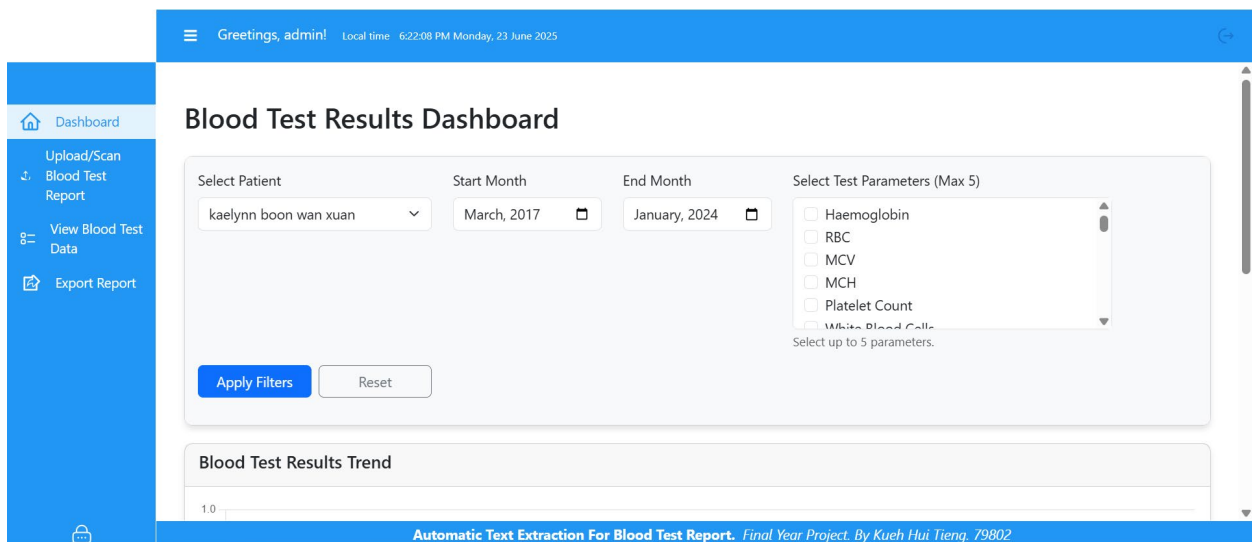 Greetings, admin! Local time 6:22:08 PM Monday, 23 June 2025
Dashboard
Upload/Scan
Blood Test
Report
View Blood Test
Data
Export Report
Blood Test Results Dashboard
Select Patient
kaelynn boon wan xuan
Start Month
March, 2017
End Month
January, 2024
Select Test Parameters (Max 5)
Haemoglobin
RBC
MCV
MCH
Platelet Count
White Blood Cells
Select up to 5 parameters.
Apply Filters
Reset
Blood Test Results Trend
1.0
Automatic Text Extraction For Blood Test Report. Final Year Project. By Kueh Hui Tieng. 79802